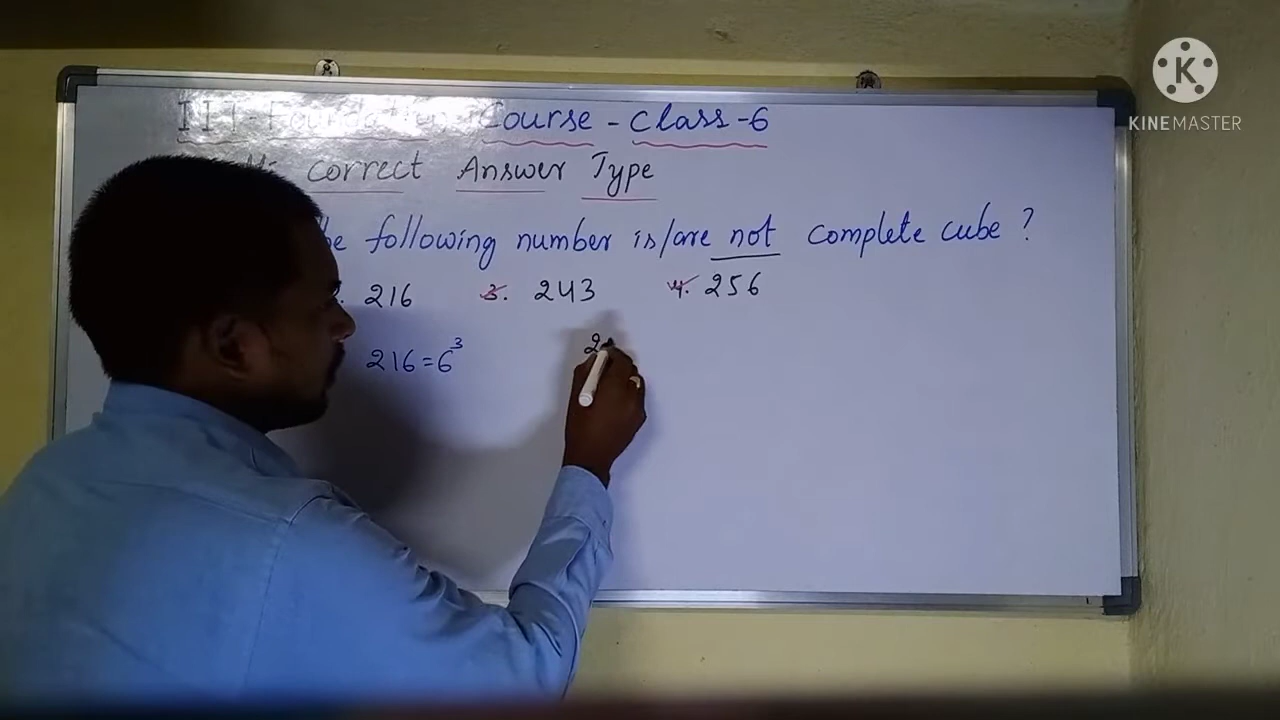 IIT-Foundation Course - Class-6
correct Answer Type
the following number is/are not complete cube ?
216 3. 243 4. 256
216 = 6³
2
K
KINEMASTER